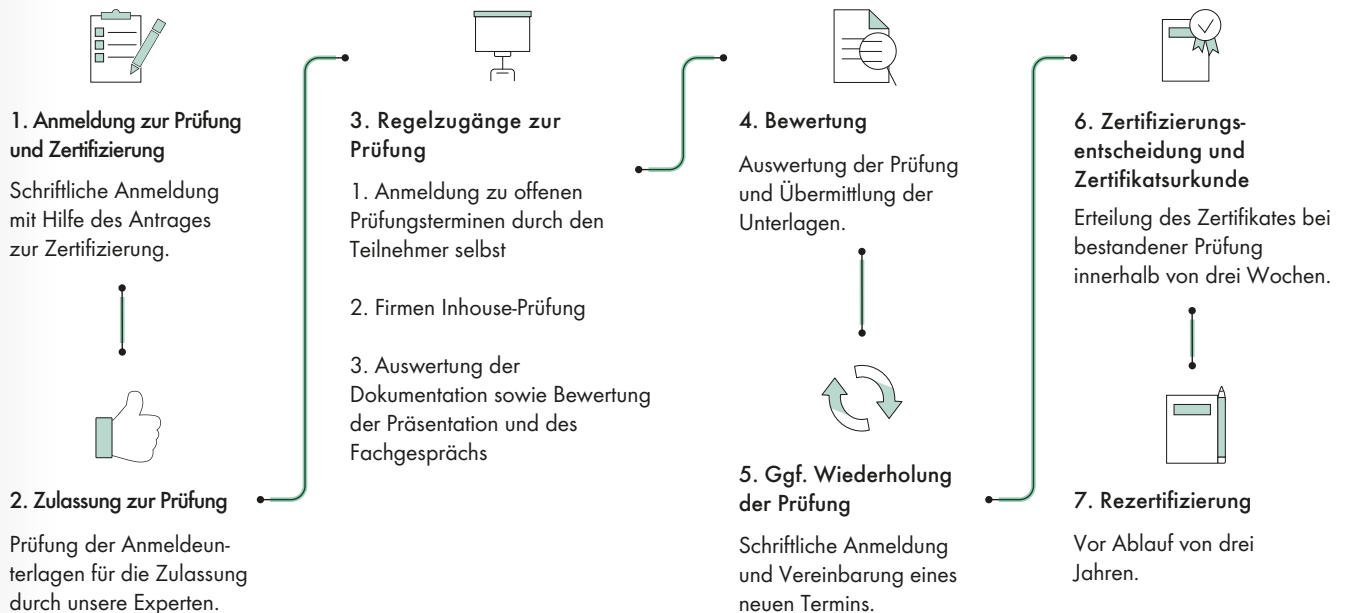 1. Anmeldung zur Prüfung
und Zertifizierung
Schriftliche Anmeldung
mit Hilfe des Antrages
zur Zertifizierung.
2. Zulassung zur Prüfung
Prüfung der Anmeldeun-
terlagen für die Zulassung
durch unsere Experten.
3. Regelzugänge zur
Prüfung
1. Anmeldung zu offenen
Prüfungsterminen durch den
Teilnehmer selbst
2. Firmen Inhouse-Prüfung
3. Auswertung der
Dokumentation sowie Bewertung
der Präsentation und des
Fachgesprächs
4. Bewertung
Auswertung der Prüfung
und Übermittlung der
Unterlagen.
5. Ggf. Wiederholung
der Prüfung
Schriftliche Anmeldung
und Vereinbarung eines
neuen Termins.
6. Zertifizierungs-
entscheidung und
Zertifikatsurkunde
Erteilung des Zertifikates bei
bestandener Prüfung
innerhalb von drei Wochen.
7. Rezertifizierung
Vor Ablauf von drei
Jahren.